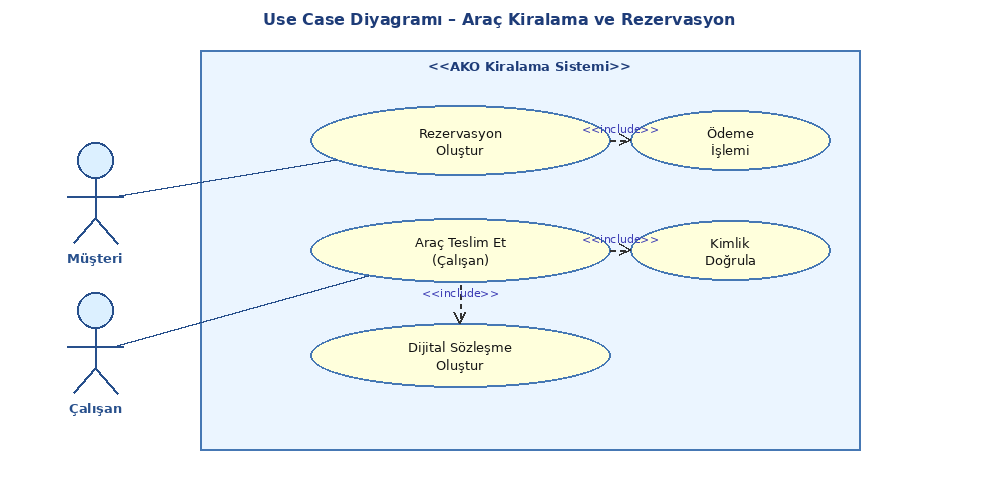 Use Case Diyagramı – Araç Kiralama ve Rezervasyon
<<AKO Kiralama Sistemi>>
Rezervasyon
Oluştur
<<include>>
Ödeme
İşlemi
Müşteri
Araç Teslim Et
(Çalışan)
<<include>>
Kimlik
Doğrula
<<include>>
Dijital Sözleşme
Oluştur
Çalışan